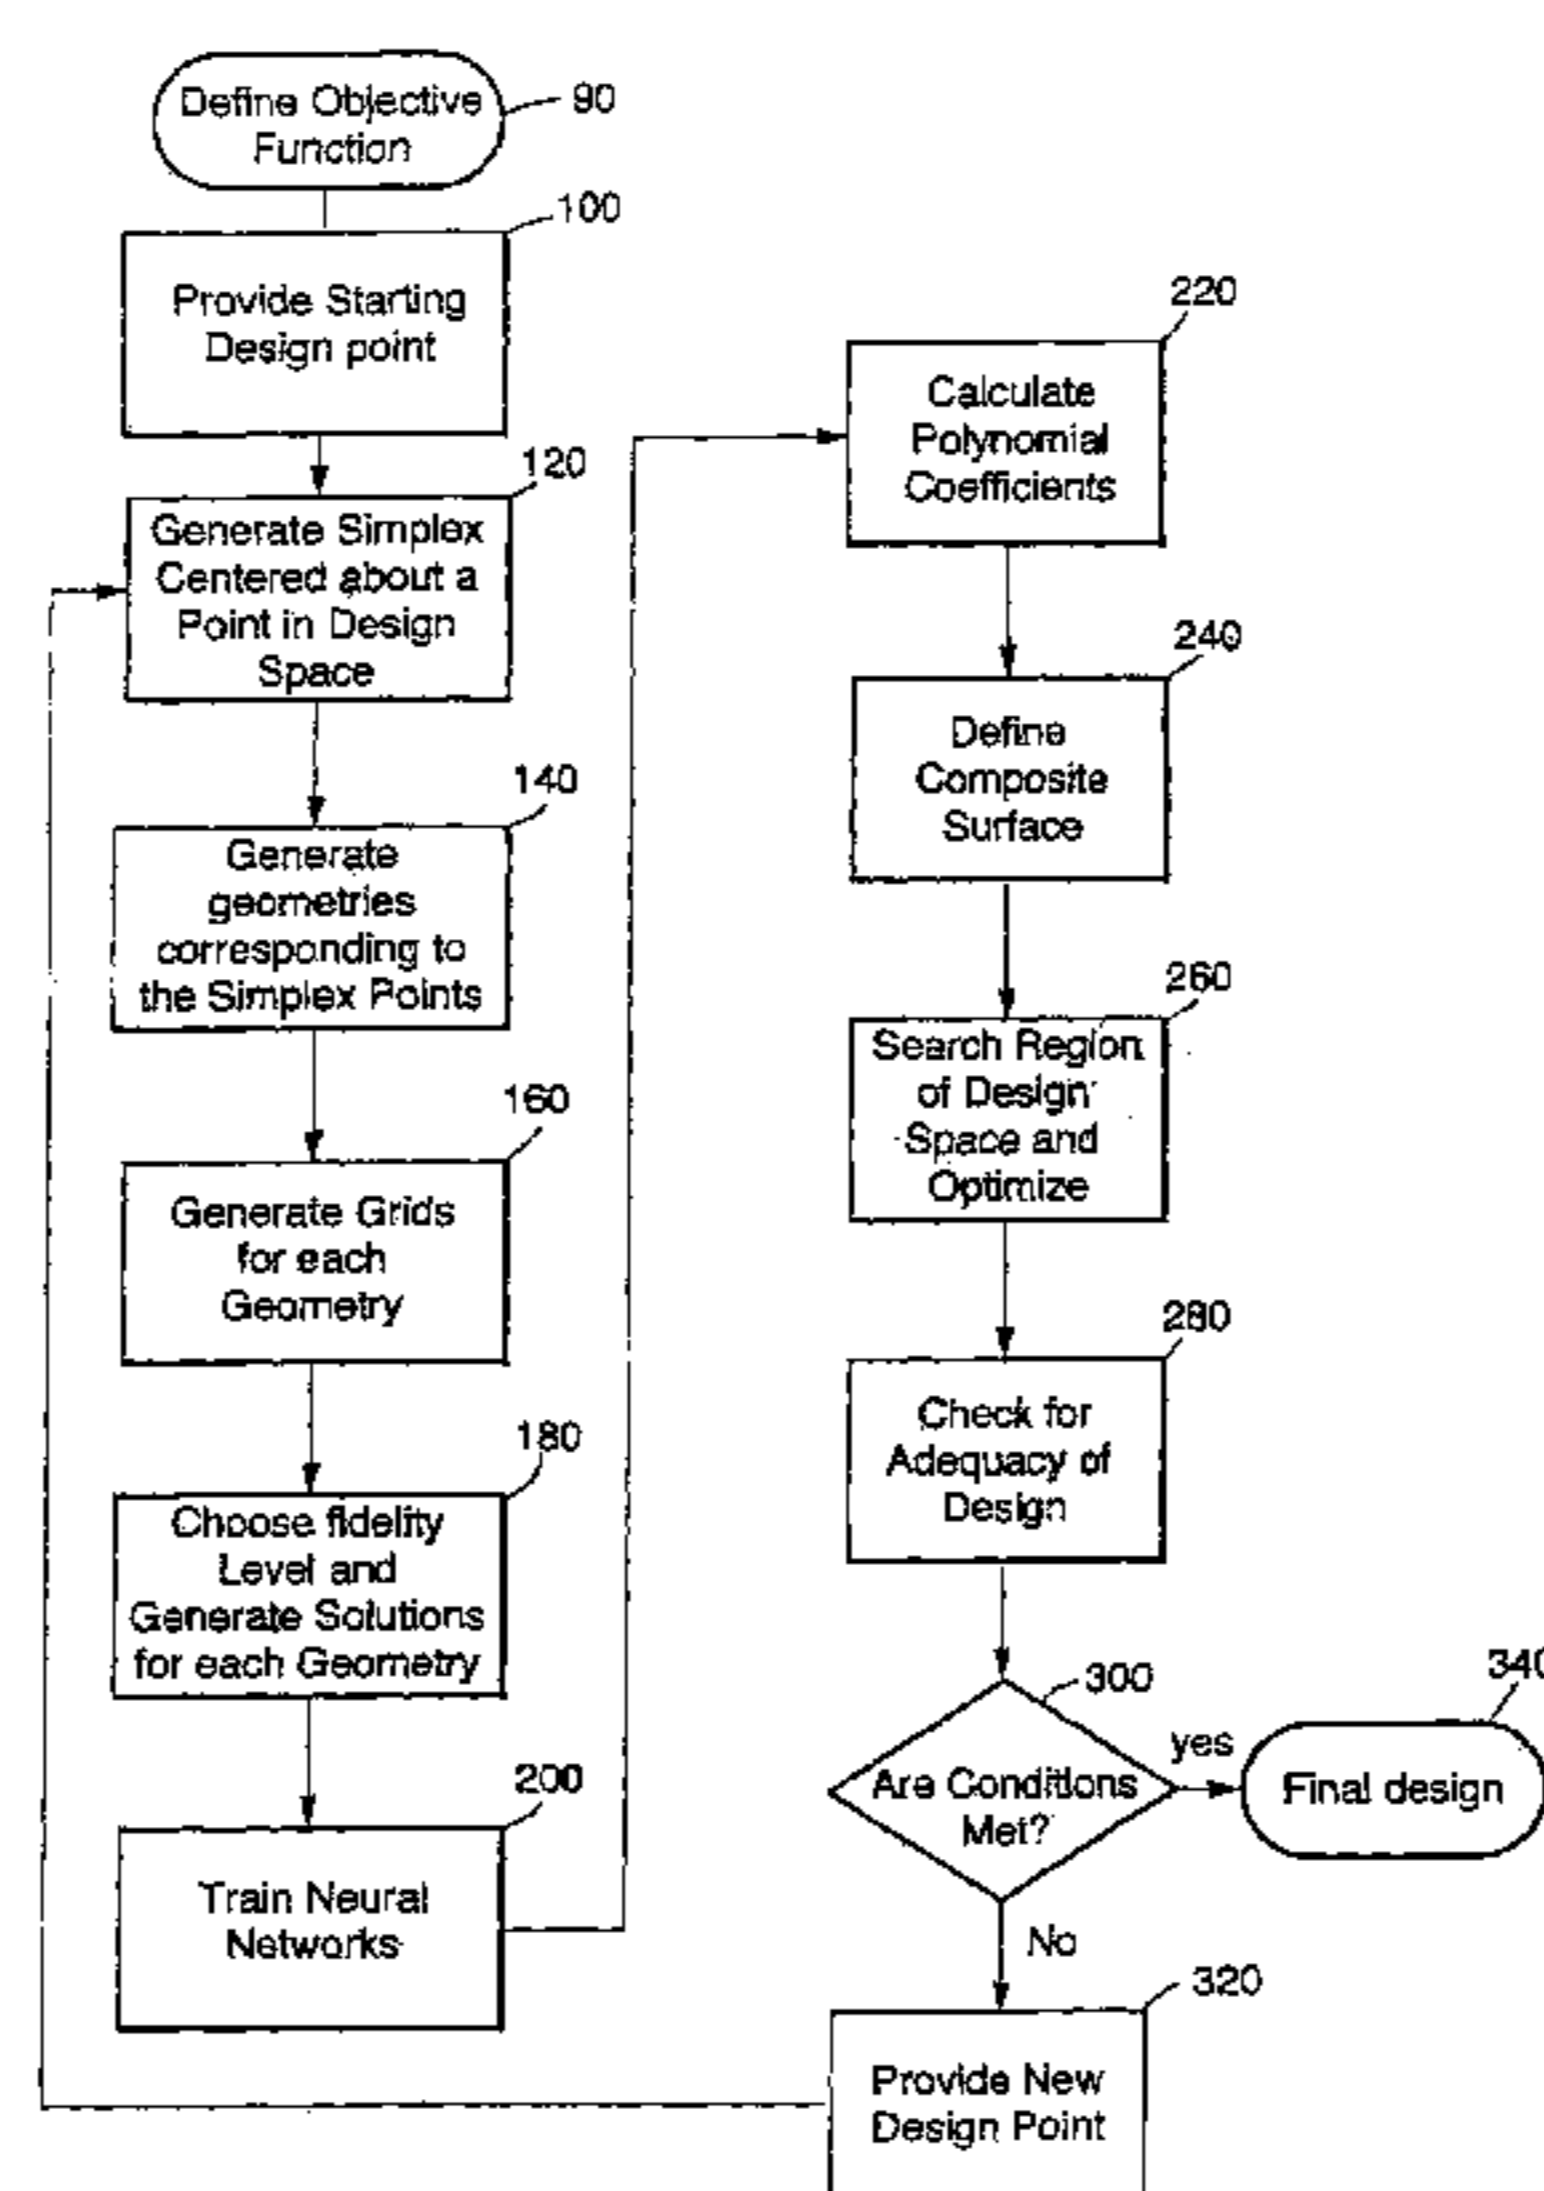 Define Objective
Function
90
100
Provide Starting
Design point
120
Generate Simplex
Centered about a
Point in Design
Space
140
Generate
geometries
corresponding to
the Simplex Points
160
Generate Grids
for each
Geometry
180
Choose fidelity
Level and
Generate Solutions
for each Geometry
200
Train Neural
Networks
220
Calculate
Polynomial
Coefficients
240
Define
Composite
Surface
260
Search Region
of Design
Space and
Optimize
280
Check for
Adequacy of
Design
300
Are Conditions
Met?
yes
340
Final design
No
320
Provide New
Design Point